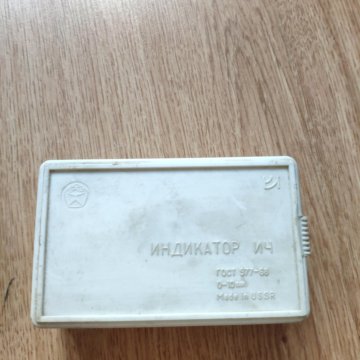 ИНДИКАТОР ИЧ
ГОСТ 577-68
0-10мм
Made in USSR